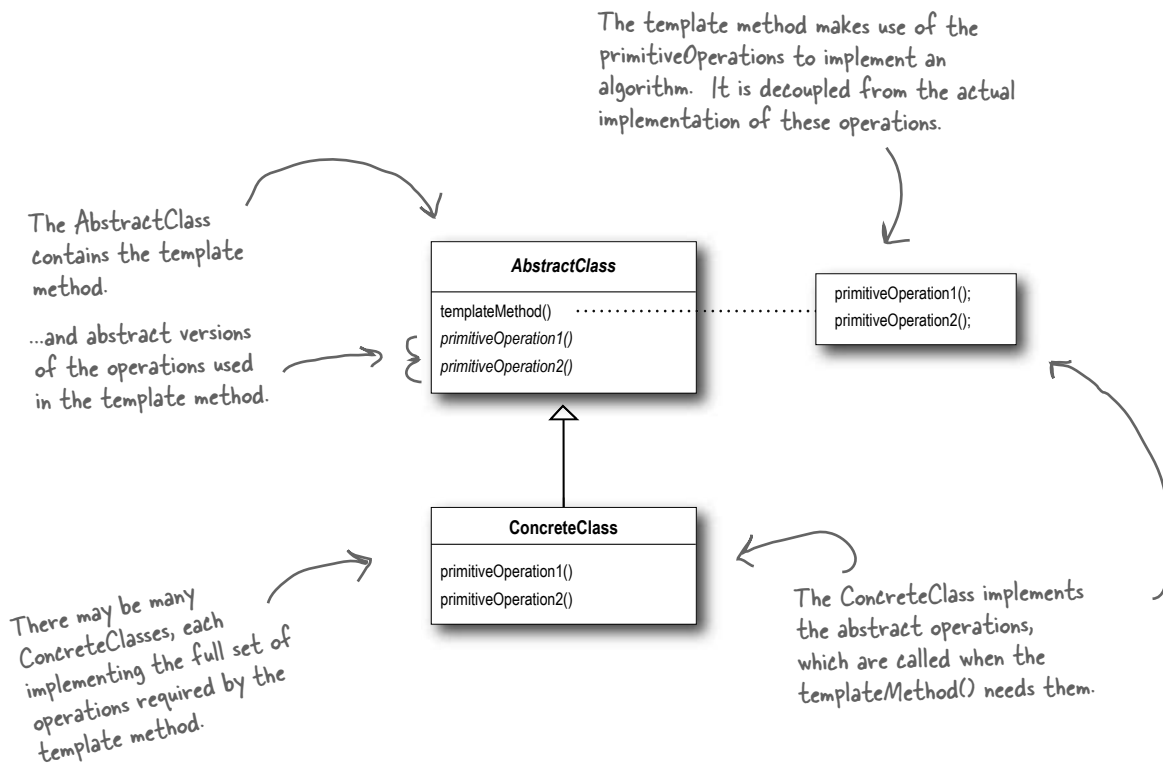 The template method makes use of the
primitiveOperations to implement an
algorithm. It is decoupled from the actual
implementation of these operations.
The AbstractClass
contains the template
method.
...and abstract versions
of the operations used
in the template method.
AbstractClass
templateMethod()
primitiveOperation1()
primitiveOperation2()
primitiveOperation1();
primitiveOperation2();
ConcreteClass
primitiveOperation1()
primitiveOperation2()
There may be many
ConcreteClasses, each
implementing the full set of
operations required by the
template method.
The ConcreteClass implements
the abstract operations,
which are called when the
templateMethod() needs them.